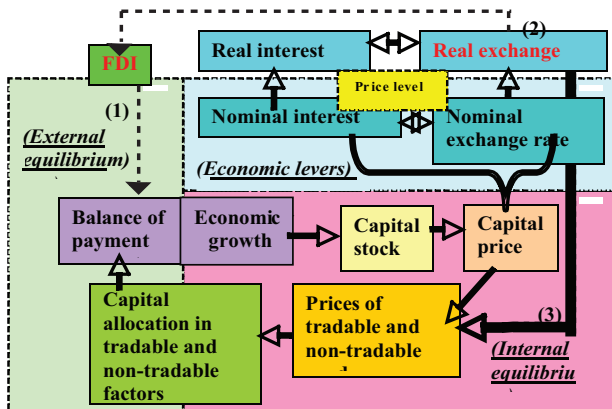 (2)
Real interest
Real exchange
FDI
Price level
(1)
Nominal interest
Nominal
exchange rate
(External
equilibrium)
(Economic levers)
Balance of
payment
Economic
growth
Capital
stock
Capital
price
Capital
allocation in
tradable and
non-tradable
factors
Prices of
tradable and
non-tradable
(3)
(Internal
equilibriu